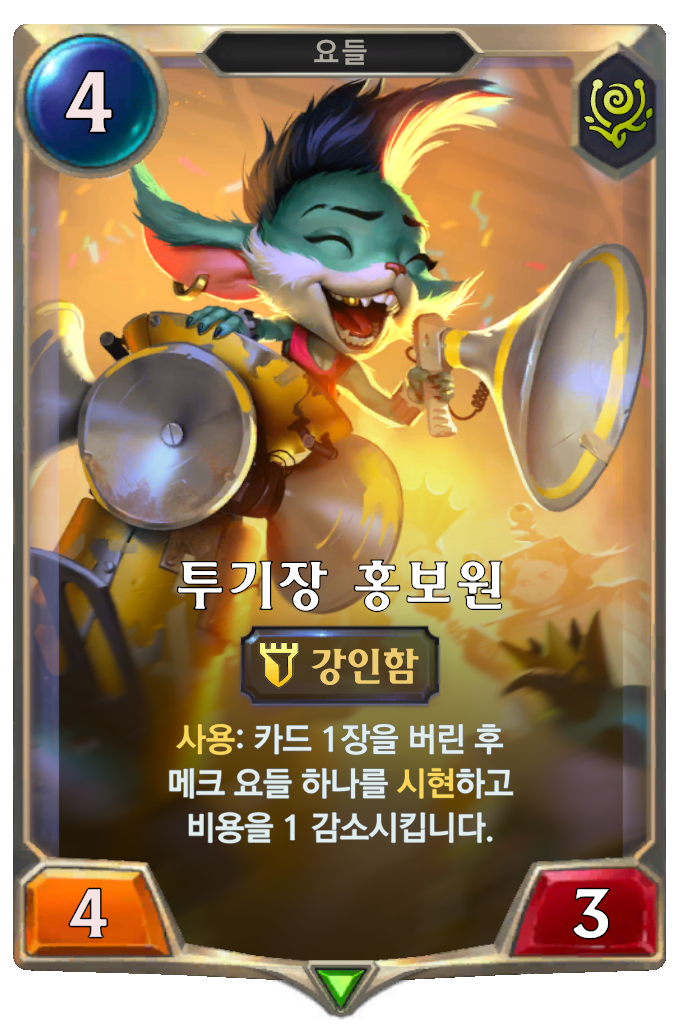 요들
4
투기장 홍보원
강인함
사용: 카드 1장을 버린 후
메크 요들 하나를 시현하고
비용을 1 감소시킵니다.
4
3